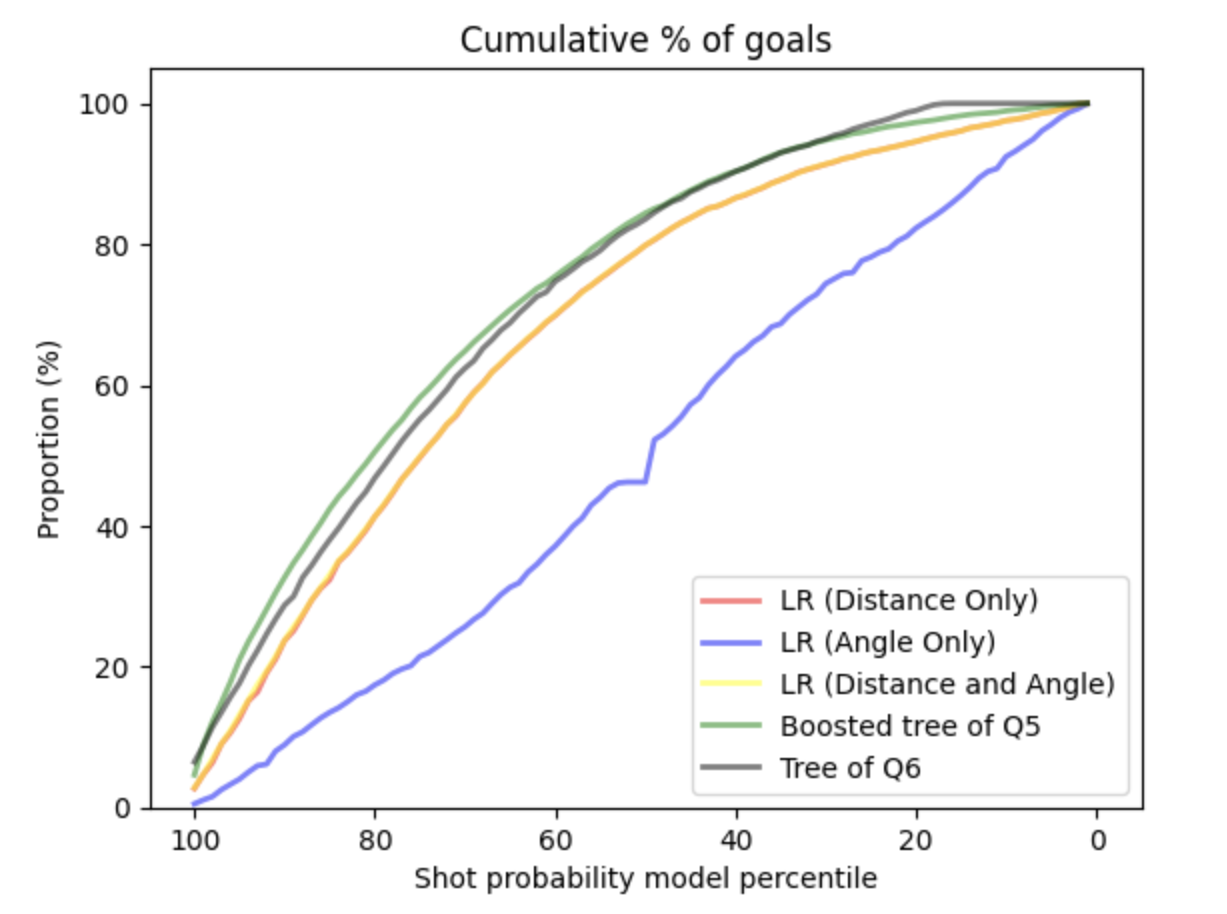 Cumulative % of goals
Proportion (%)
100
80
60
40
20
0
100 80 60 40 20 0
Shot probability model percentile
LR (Distance Only)
LR (Angle Only)
LR (Distance and Angle)
Boosted tree of Q5
Tree of Q6